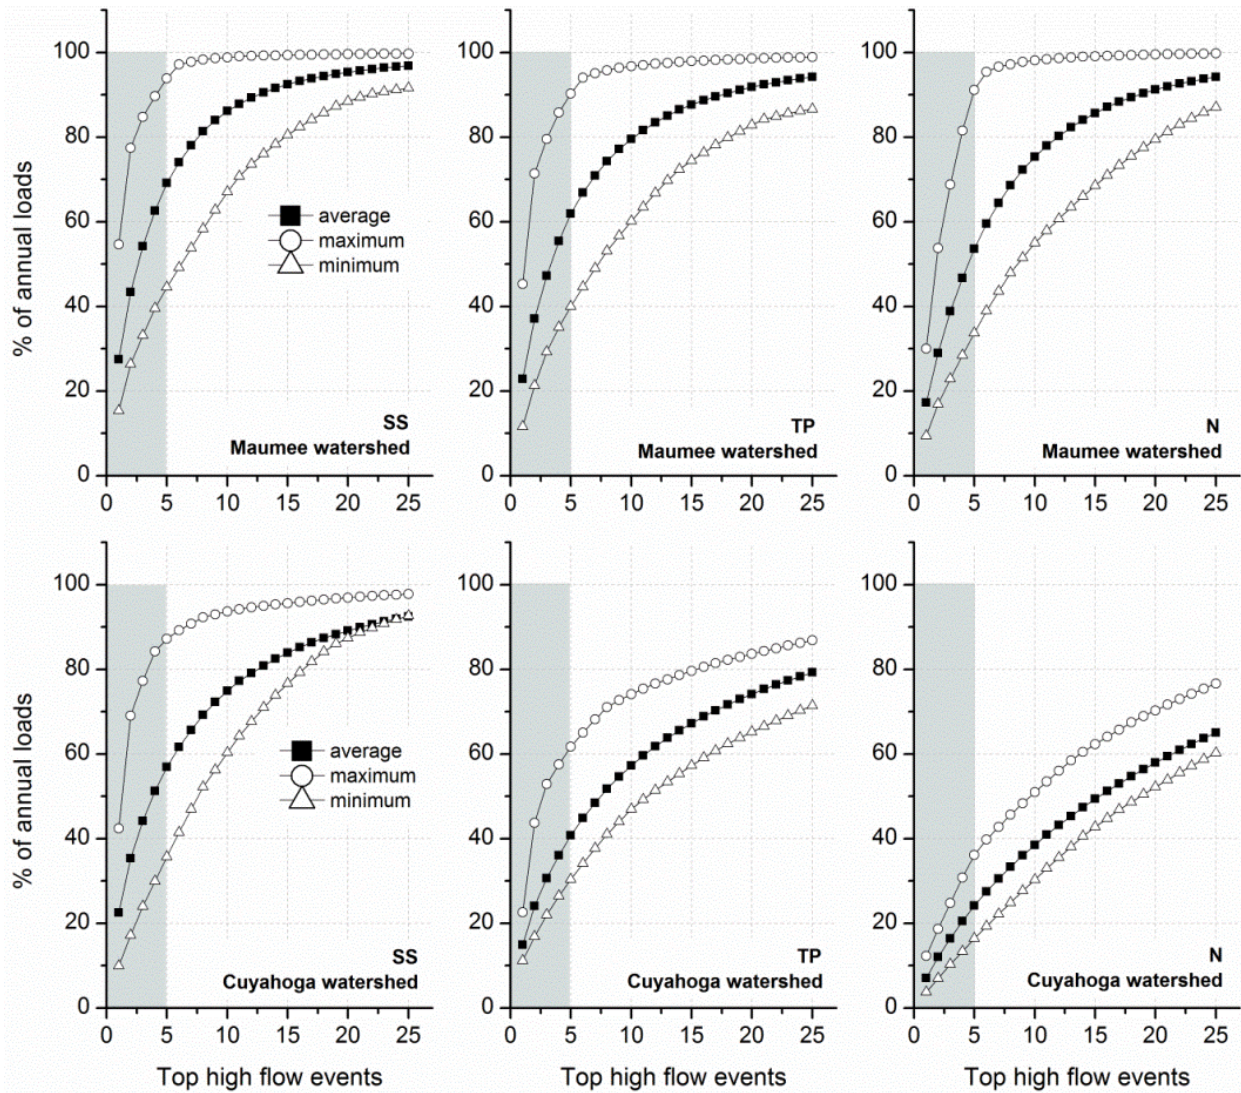 % of annual loads
100
80
60
40
20
0
average
maximum
minimum
SS
Maumee watershed
0 5 10 15 20 25
100
80
60
40
20
0
TP
Maumee watershed
0 5 10 15 20 25
100
80
60
40
20
0
N
Maumee watershed
0 5 10 15 20 25
% of annual loads
100
80
60
40
20
0
average
maximum
minimum
SS
Cuyahoga watershed
0 5 10 15 20 25
Top high flow events
100
80
60
40
20
0
TP
Cuyahoga watershed
0 5 10 15 20 25
Top high flow events
100
80
60
40
20
0
N
Cuyahoga watershed
0 5 10 15 20 25
Top high flow events